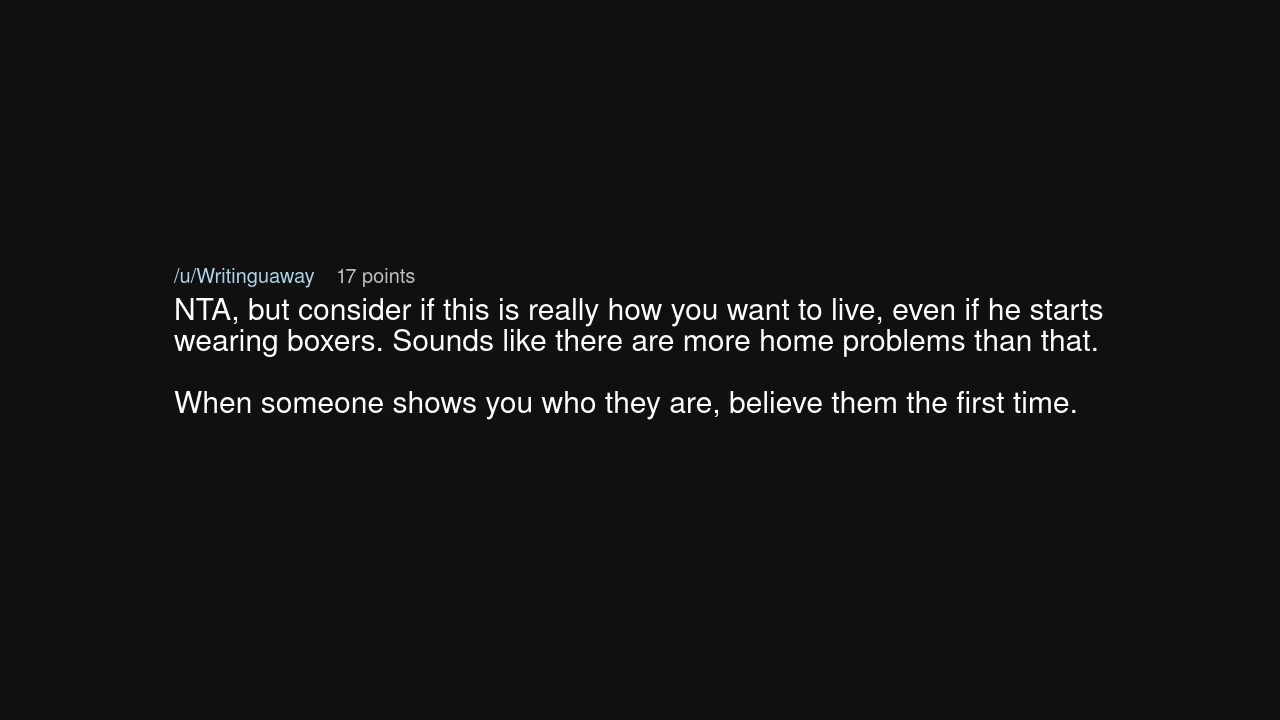 /u/Writinguaway 17 points
NTA, but consider if this is really how you want to live, even if he starts
wearing boxers. Sounds like there are more home problems than that.
When someone shows you who they are, believe them the first time.